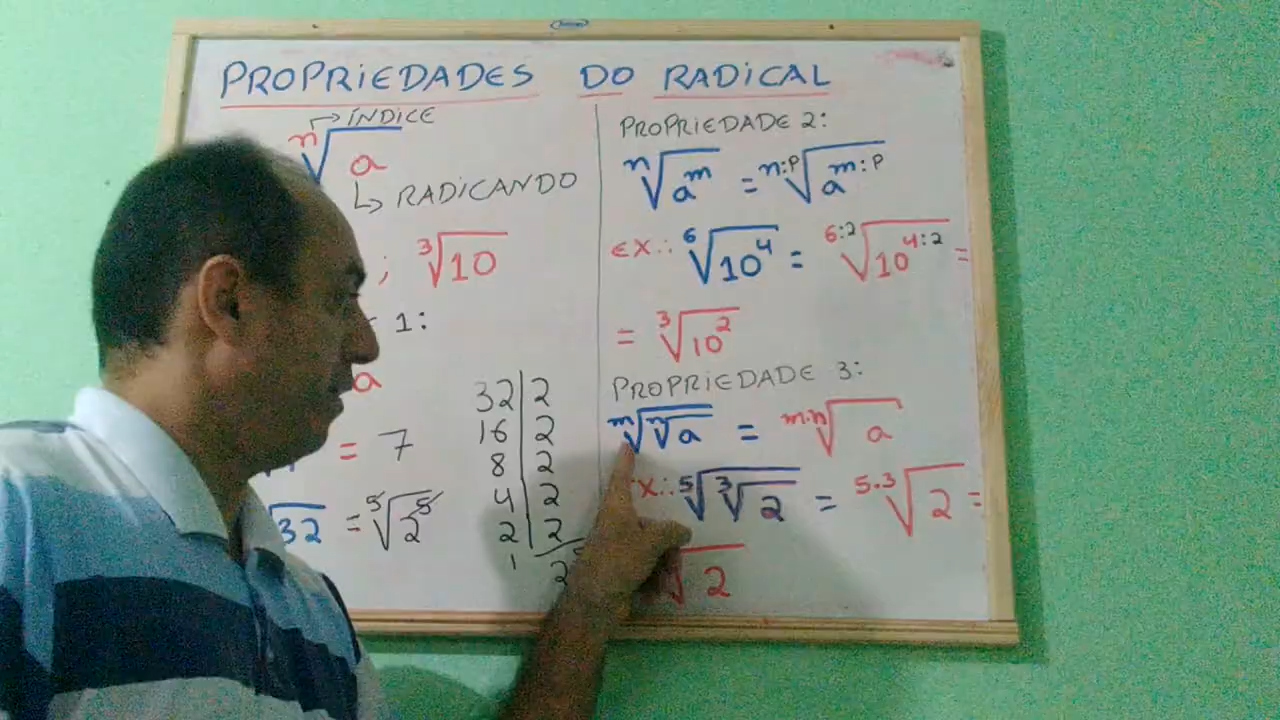 PROPRIEDADES DO RADICAL
n → ÍNDICE
√a
↳ RADICANDO
; ³√10
1:
a
= 7
√32 = ⁵√2⁵
32 | 2
16 | 2
8 | 2
4 | 2
2 | 2
1
2⁵
PROPRIEDADE 2:
ⁿ√aᵐ = ⁿ:ᵖ√aᵐ:ᵖ
EX.: ⁶√10⁴ = ⁶:²√10⁴:² =
= ³√10²
PROPRIEDADE 3:
ᵐ√ⁿ√a = ᵐ·ⁿ√a
X.: ⁵√³√2 = ⁵·³√2 =
√2